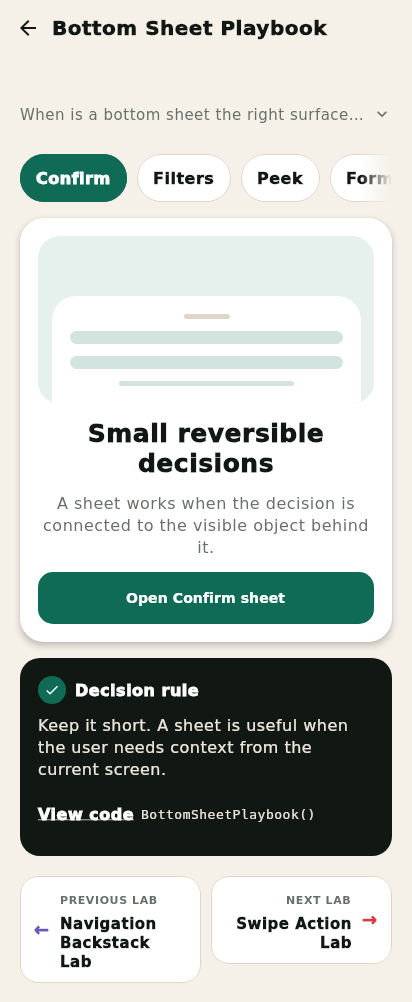 Bottom Sheet Playbook
When is a bottom sheet the right surface...
Confirm Filters Peek Form
Small reversible
decisions
A sheet works when the decision is
connected to the visible object behind
it.
Open Confirm sheet
Decision rule
Keep it short. A sheet is useful when
the user needs context from the
current screen.
View code BottomSheetPlaybook()
PREVIOUS LAB
← Navigation
Backstack
Lab
NEXT LAB
Swipe Action →
Lab